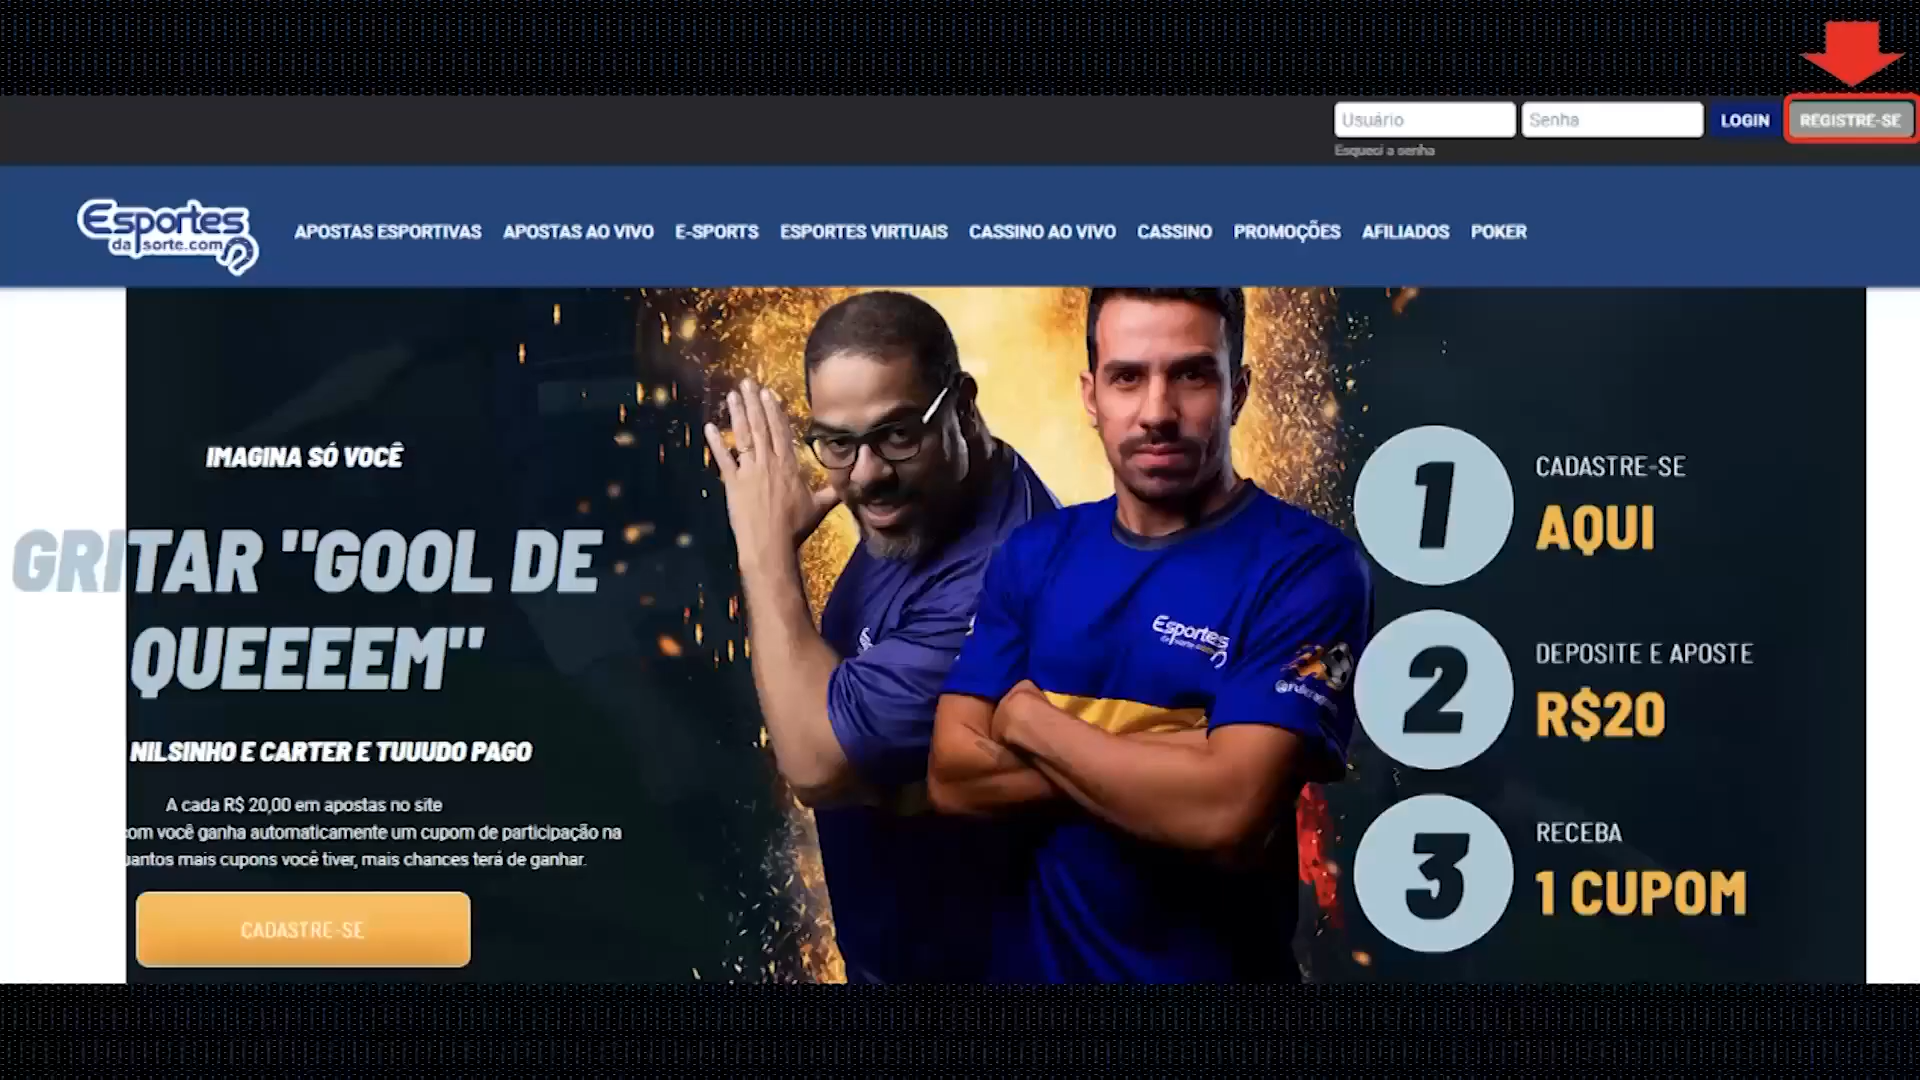 Usuário
Senha
LOGIN
REGISTRE-SE
Esqueci a senha
Esportes
da sorte.com
APOSTAS ESPORTIVAS
APOSTAS AO VIVO
E-SPORTS
ESPORTES VIRTUAIS
CASSINO AO VIVO
CASSINO
PROMOÇÕES
AFILIADOS
POKER
IMAGINA SÓ VOCÊ
GRITAR "GOOL DE
QUEEEEM"
NILSINHO E CARTER E TUUUDO PAGO
A cada R$ 20,00 em apostas no site
om você ganha automaticamente um cupom de participação na
uantos mais cupons você tiver, mais chances terá de ganhar.
CADASTRE-SE
Esportes
1
CADASTRE-SE
AQUI
2
DEPOSITE E APOSTE
R$20
3
RECEBA
1 CUPOM